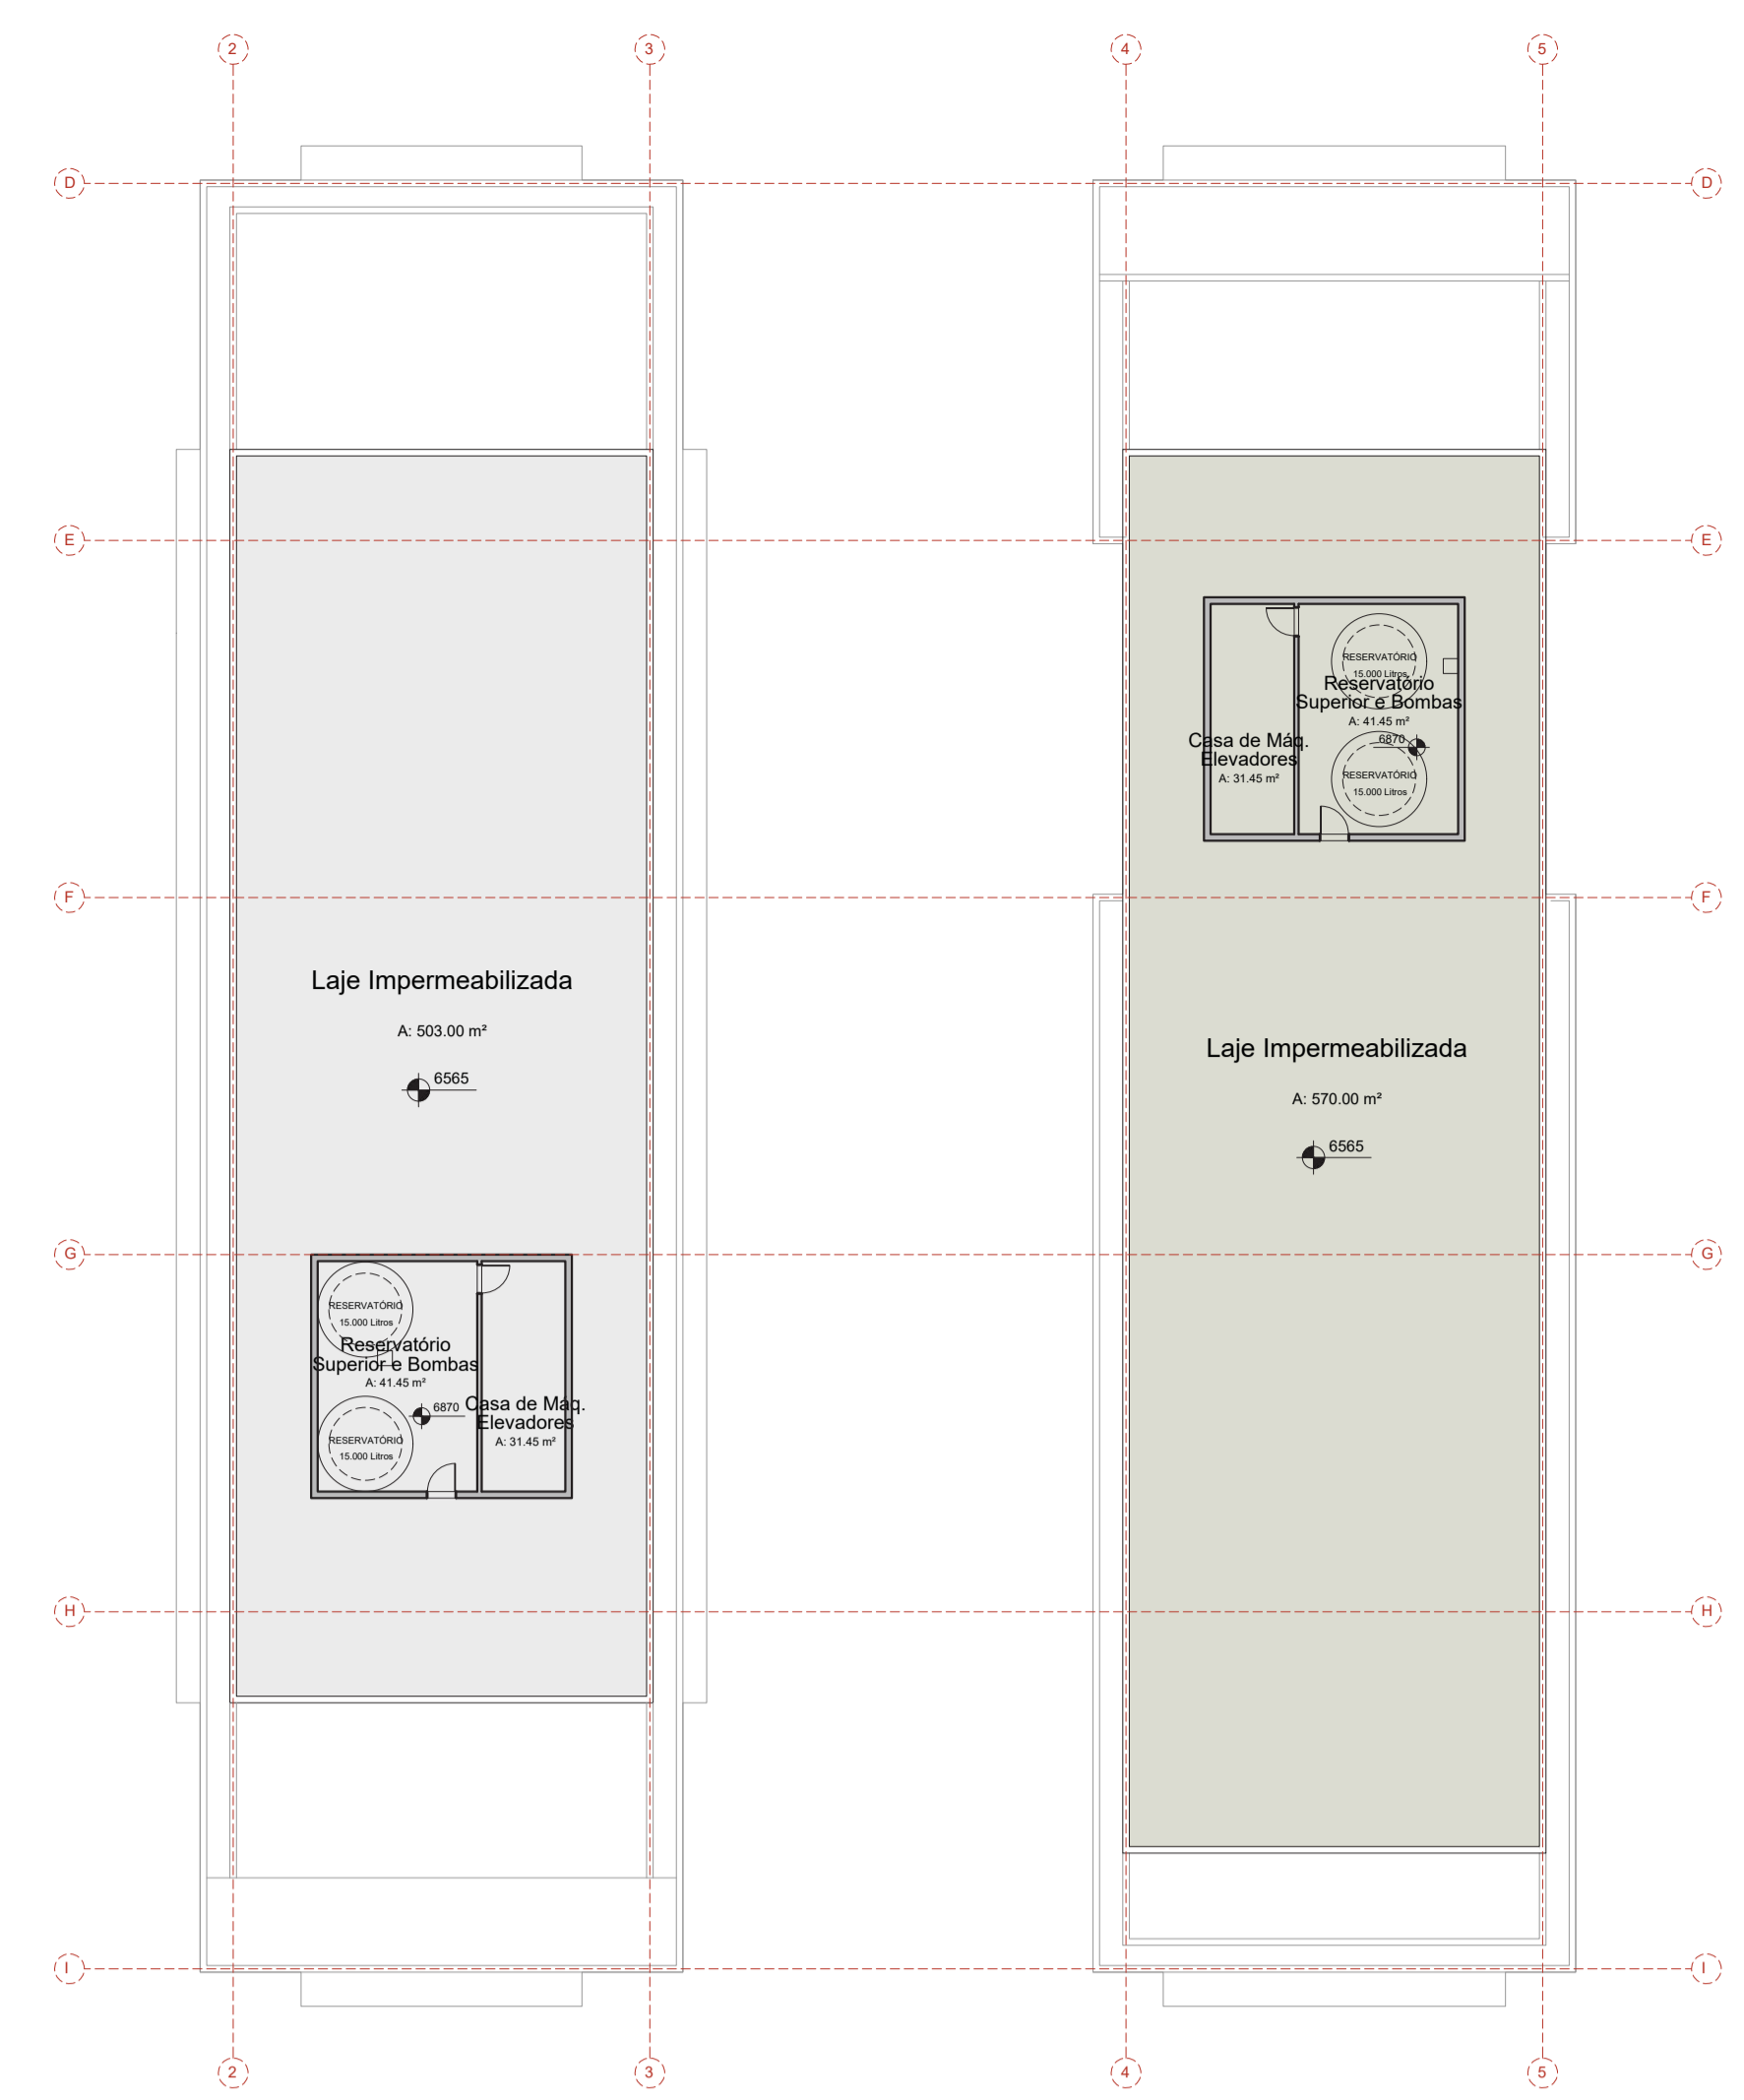 2
3
4
5
D
D
E
E
RESERVATÓRIO
15.000 Litros
Reservatório
Superior e Bombas
A: 41.45 m²
6870
Casa de Máq.
Elevadores
A: 31.45 m²
RESERVATÓRIO
15.000 Litros
F
F
Laje Impermeabilizada
A: 503.00 m²
6565
Laje Impermeabilizada
A: 570.00 m²
6565
G
G
RESERVATÓRIO
15.000 Litros
Reservatório
Superior e Bombas
A: 41.45 m²
6870
Casa de Máq.
Elevadores
A: 31.45 m²
RESERVATÓRIO
15.000 Litros
H
H
I
I
2
3
4
5